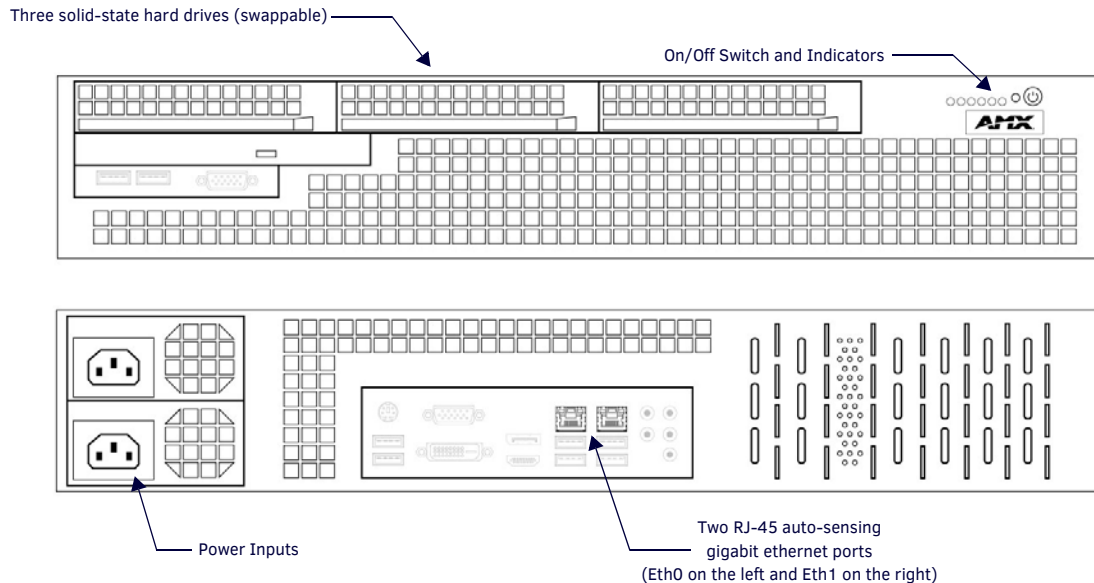 Three solid-state hard drives (swappable)
On/Off Switch and Indicators
AMX
Power Inputs
Two RJ-45 auto-sensing
gigabit ethernet ports
(Eth0 on the left and Eth1 on the right)